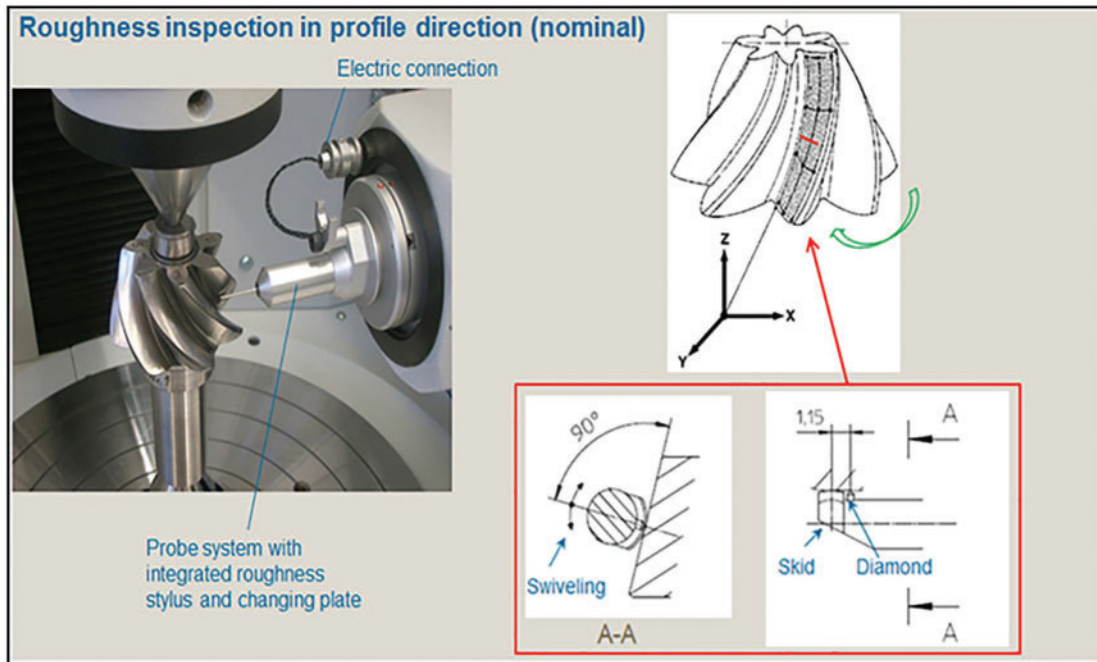 Roughness inspection in profile direction (nominal)
Electric connection
Z
X
Y
Probe system with
integrated roughness
stylus and changing plate
90°
Swiveling
A-A
1,15
A
Skid
Diamond
A